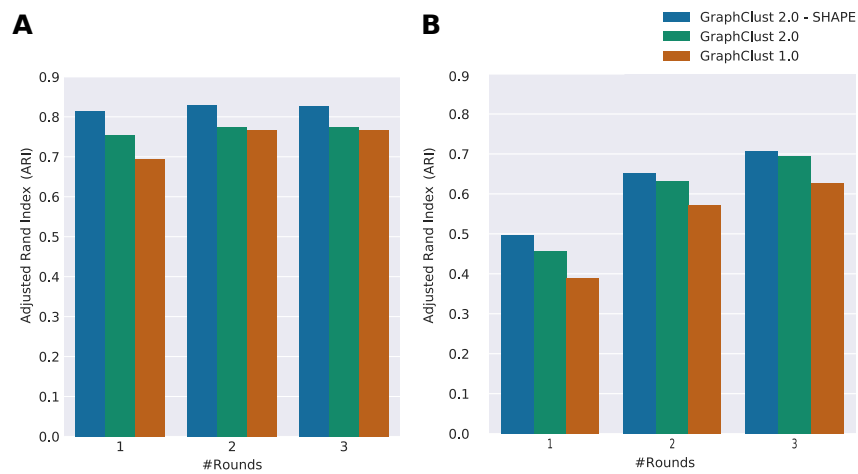 A
B
GraphClust 2.0 - SHAPE
GraphClust 2.0
GraphClust 1.0
Adjusted Rand Index (ARI)
0.9
0.8
0.7
0.6
0.5
0.4
0.3
0.2
0.1
0.0
1
2
3
#Rounds
Adjusted Rand Index (ARI)
0.9
0.8
0.7
0.6
0.5
0.4
0.3
0.2
0.1
0.0
1
2
3
#Rounds